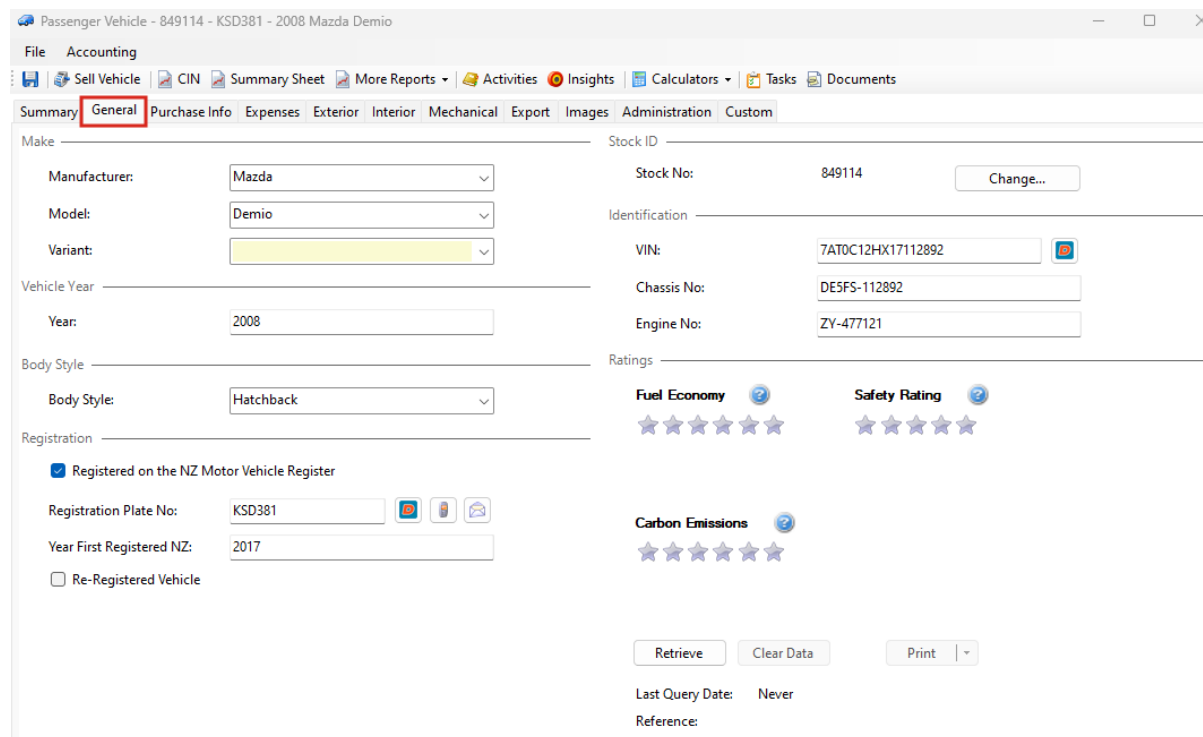 Passenger Vehicle - 849114 - KSD381 - 2008 Mazda Demio
File Accounting
Sell Vehicle CIN Summary Sheet More Reports Activities Insights Calculators Tasks Documents
Summary General Purchase Info Expenses Exterior Interior Mechanical Export Images Administration Custom
Make
Manufacturer: Mazda
Model: Demio
Variant:
Vehicle Year
Year: 2008
Body Style
Body Style: Hatchback
Registration
Registered on the NZ Motor Vehicle Register
Registration Plate No: KSD381
Year First Registered NZ: 2017
Re-Registered Vehicle
Stock ID
Stock No: 849114 Change...
Identification
VIN: 7AT0C12HX17112892
Chassis No: DE5FS-112892
Engine No: ZY-477121
Ratings
Fuel Economy Safety Rating
Carbon Emissions
Retrieve Clear Data Print
Last Query Date: Never
Reference: